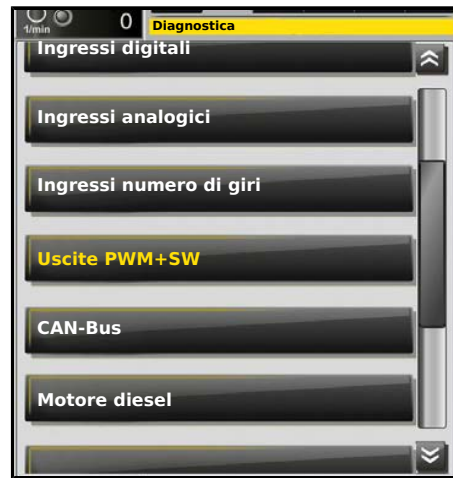 0
1/min
Diagnostica
Ingressi digitali
Ingressi analogici
Ingressi numero di giri
Uscite PWM+SW
CAN-Bus
Motore diesel